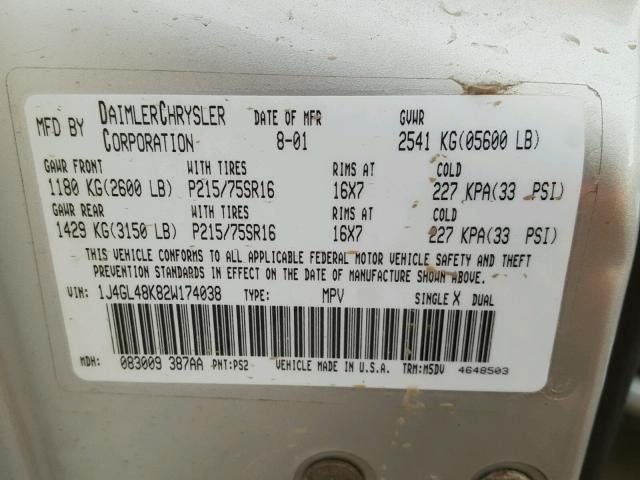 MFD BY DAIMLERCHRYSLER CORPORATION DATE OF MFR 8-01 GVWR 2541 KG(05600 LB)
GAWR FRONT WITH TIRES RIMS AT COLD
1180 KG(2600 LB) P215/75SR16 16X7 227 KPA(33 PSI)
GAWR REAR WITH TIRES RIMS AT COLD
1429 KG(3150 LB) P215/75SR16 16X7 227 KPA(33 PSI)
THIS VEHICLE CONFORMS TO ALL APPLICABLE FEDERAL MOTOR VEHICLE SAFETY AND THEFT
PREVENTION STANDARDS IN EFFECT ON THE DATE OF MANUFACTURE SHOWN ABOVE.
VIN: 1J4GL48K82W174038 TYPE: MPV SINGLE X DUAL
MDH: 083009 387AA PNT:PS2 VEHICLE MADE IN U.S.A. TRM:M5DV 4648503